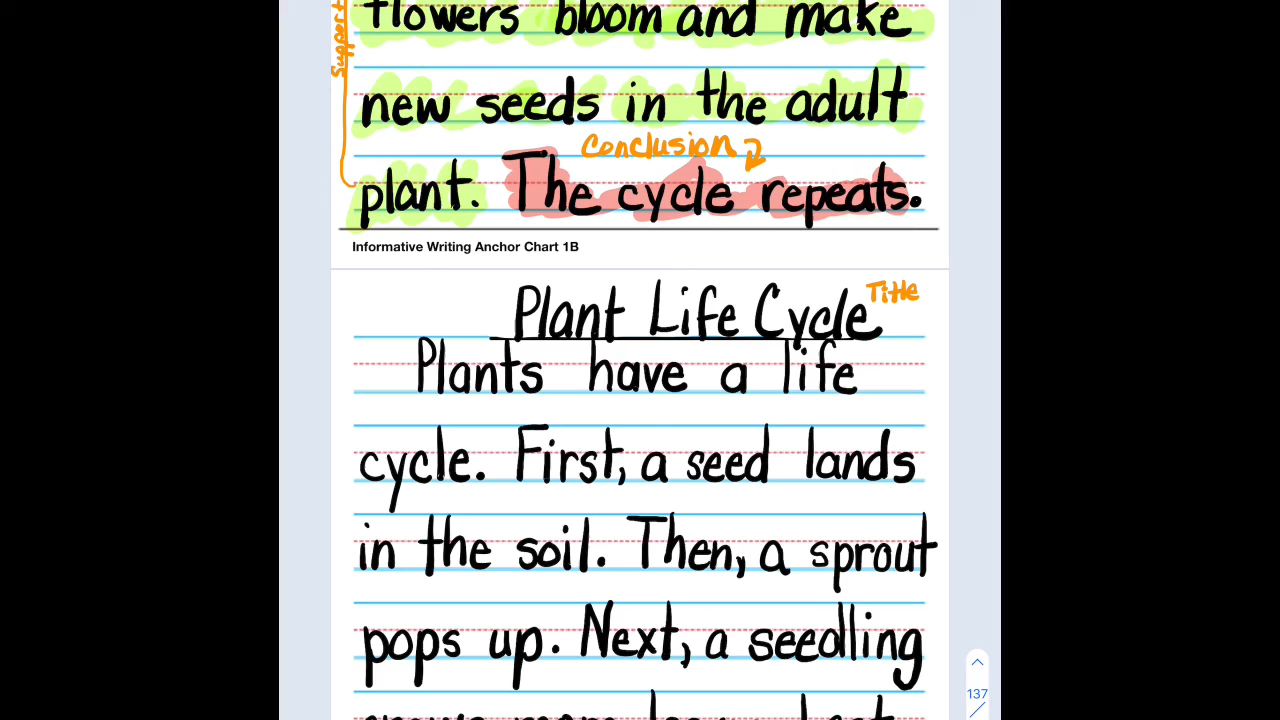 Support
flowers bloom and make
new seeds in the adult
Conclusion
plant. The cycle repeats.
Informative Writing Anchor Chart 1B
Plant Life Cycle Title
Plants have a life
cycle. First, a seed lands
in the soil. Then, a sprout
pops up. Next, a seedling
137